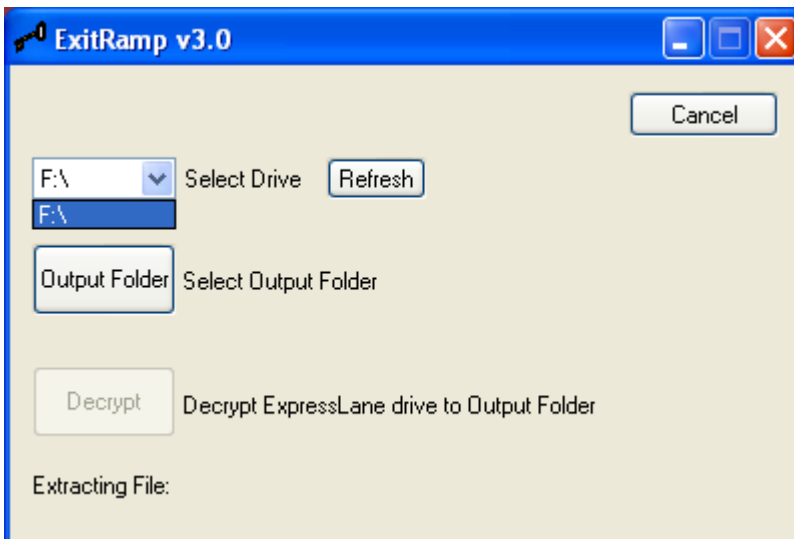 ExitRamp v3.0
Cancel
F:\ Select Drive Refresh
F:\
Output Folder Select Output Folder
Decrypt Decrypt ExpressLane drive to Output Folder
Extracting File: